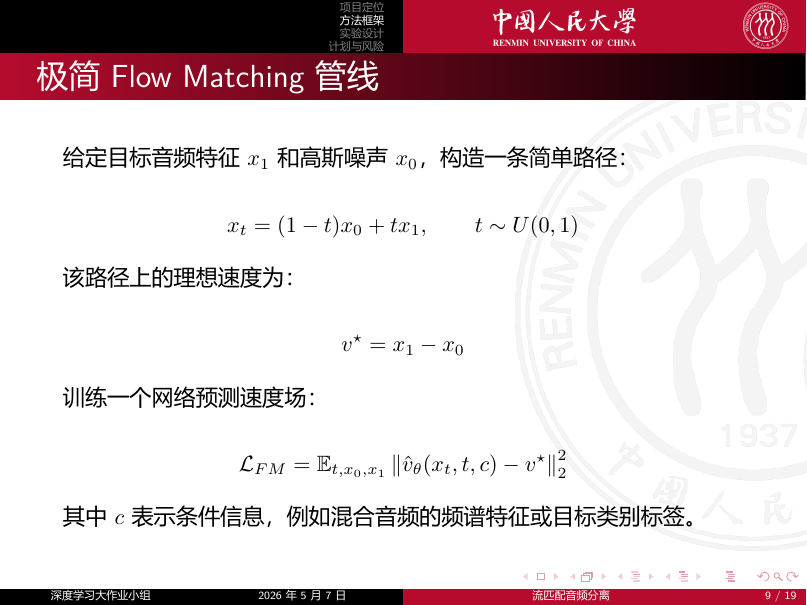 项目定位
方法框架
实验设计
计划与风险
中国人民大学
RENMIN UNIVERSITY OF CHINA
极简 Flow Matching 管线
给定目标音频特征 x_1 和高斯噪声 x_0，构造一条简单路径：
x_t = (1 − t)x_0 + tx_1, t ∼ U(0, 1)
该路径上的理想速度为：
v^⋆ = x_1 − x_0
训练一个网络预测速度场：
ℒ_{FM} = 𝔼_{t,x_0,x_1} ‖v̂_θ(x_t, t, c) − v^⋆‖_2^2
其中 c 表示条件信息，例如混合音频的频谱特征或目标类别标签。
RENMIN UNIVERSITY
1937
深度学习大作业小组 2026 年 5 月 7 日 流匹配音频分离 9 / 19